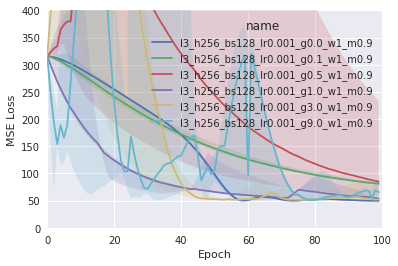 400
350
300
250
200
150
100
50
0
MSE Loss
name
l3_h256_bs128_lr0.001_g0.0_w1_m0.9
l3_h256_bs128_lr0.001_g0.1_w1_m0.9
l3_h256_bs128_lr0.001_g0.5_w1_m0.9
l3_h256_bs128_lr0.001_g1.0_w1_m0.9
l3_h256_bs128_lr0.001_g3.0_w1_m0.9
l3_h256_bs128_lr0.001_g9.0_w1_m0.9
0 20 40 60 80 100
Epoch